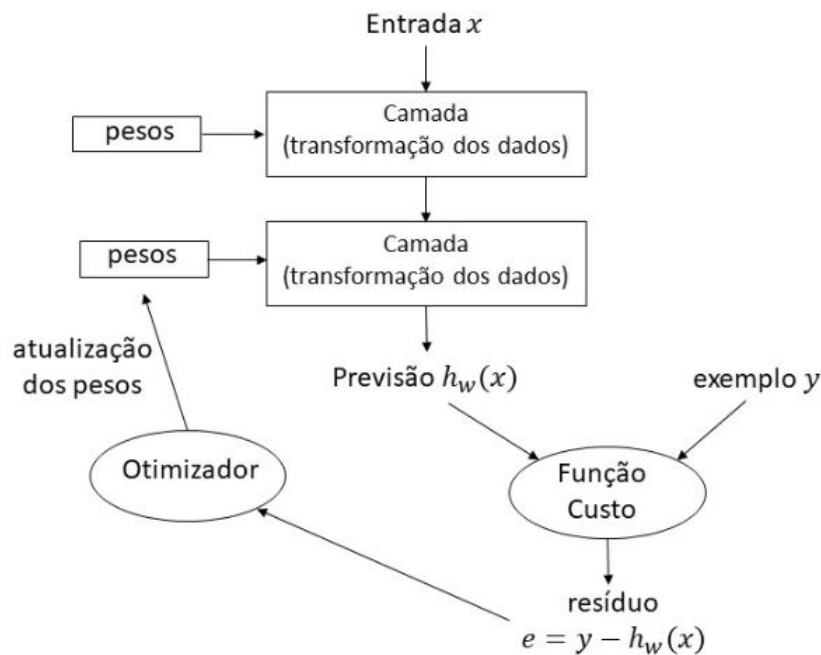 Entrada x
pesos
Camada
(transformação dos dados)
pesos
Camada
(transformação dos dados)
atualização
dos pesos
Previsão h_w(x)
exemplo y
Otimizador
Função
Custo
resíduo
e = y − h_w(x)